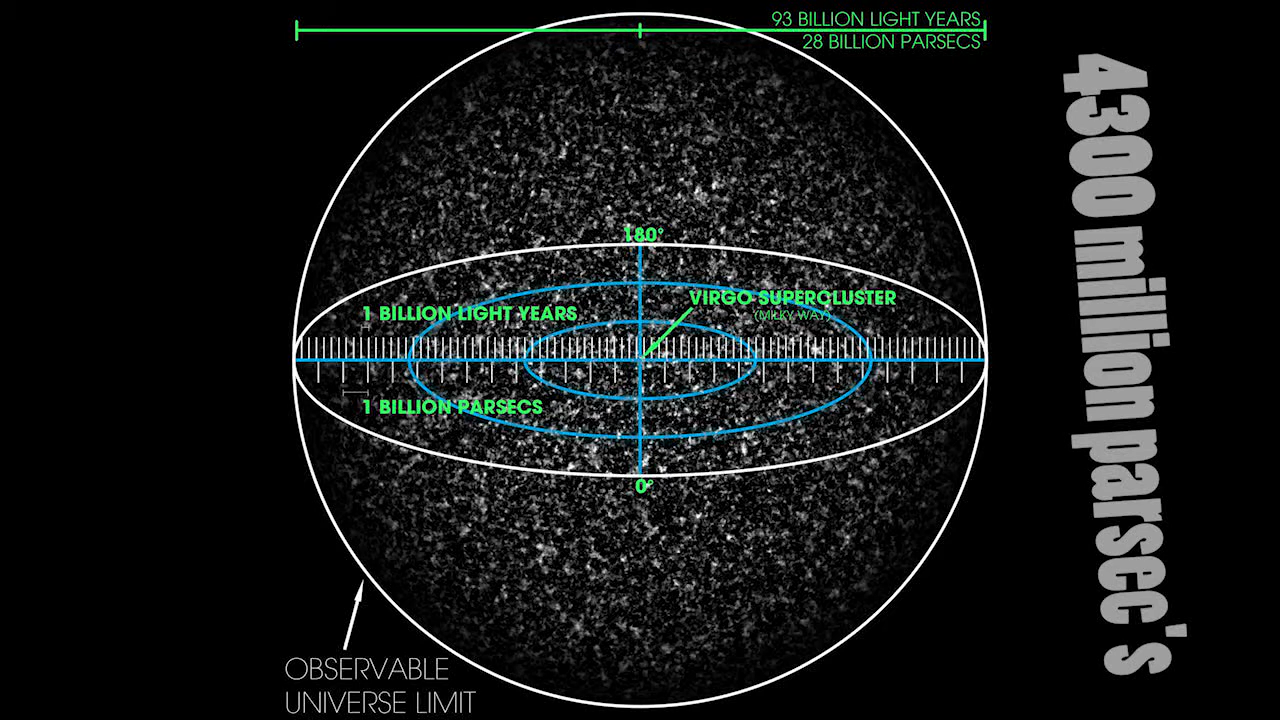 93 BILLION LIGHT YEARS
28 BILLION PARSECS
180°
VIRGO SUPERCLUSTER
(MILKY WAY)
1 BILLION LIGHT YEARS
1 BILLION PARSECS
0°
OBSERVABLE
UNIVERSE LIMIT
4300 million parsec's